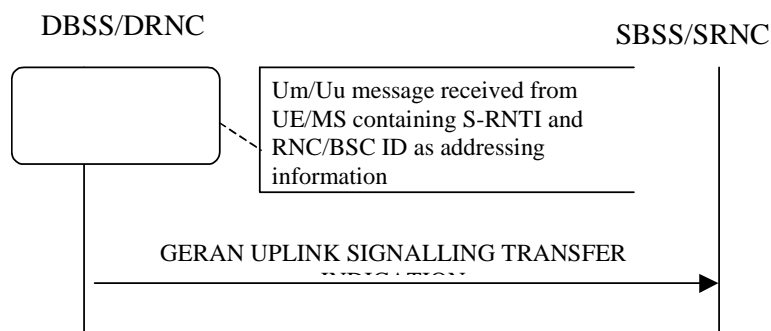 DBSS/DRNC
SBSS/SRNC
Um/Uu message received from
UE/MS containing S-RNTI and
RNC/BSC ID as addressing
information
GERAN UPLINK SIGNALLING TRANSFER
INDICATION